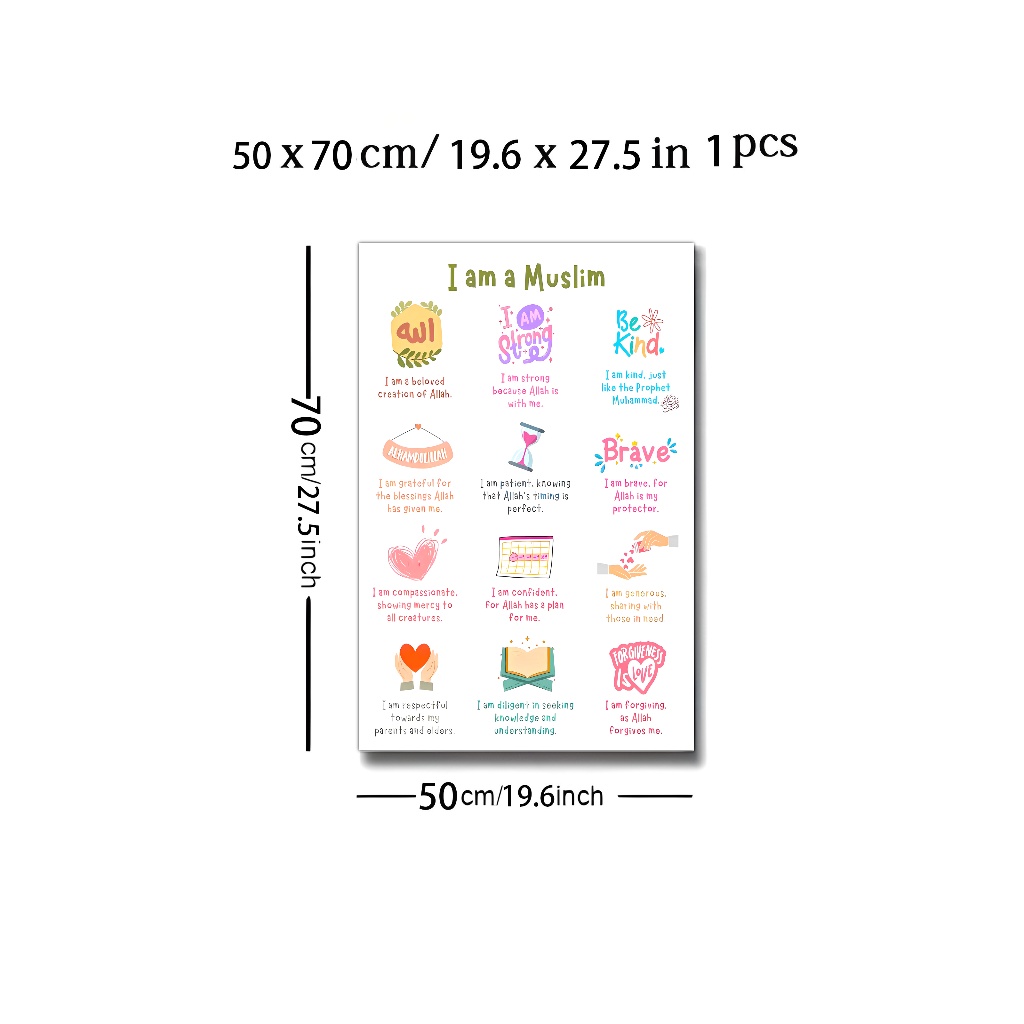 50 x 70 cm/ 19.6 x 27.5 in 1 pcs
70 cm/27.5inch
I am a Muslim
الله
I am a beloved
creation of Allah.
I AM
Strong
I am strong
because Allah is
with me.
Be
Kind.
I am kind, just
like the Prophet
Muhammad.
ALHAMDULILLAH
I am grateful for
the blessings Allah
has given me.
I am patient, knowing
that Allah's timing is
perfect.
Brave
I am brave, for
Allah is my
protector.
I am compassionate,
showing mercy to
all creatures.
I am confident,
for Allah has a plan
for me.
I am generous,
sharing with
those in need
I am respectful
towards my
parents and elders.
I am diligent in seeking
knowledge and
understanding.
FORGIVENESS
IS LOVE
I am forgiving,
as Allah
forgives me.
50cm/19.6inch